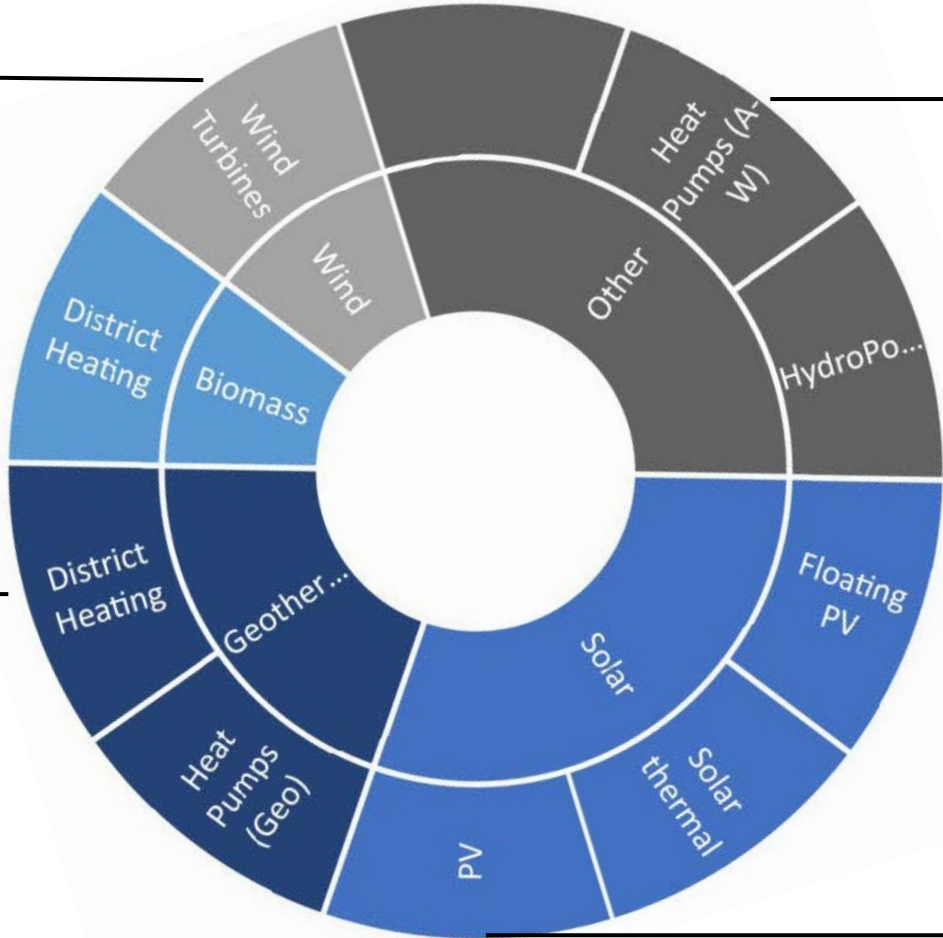 Wind
Turbines
Wind
Heat
Pumps (A-
W)
Other
HydroPo...
District
Heating
Biomass
District
Heating
Geother...
Heat
Pumps
(Geo)
Solar
Floating
PV
Solar
thermal
PV